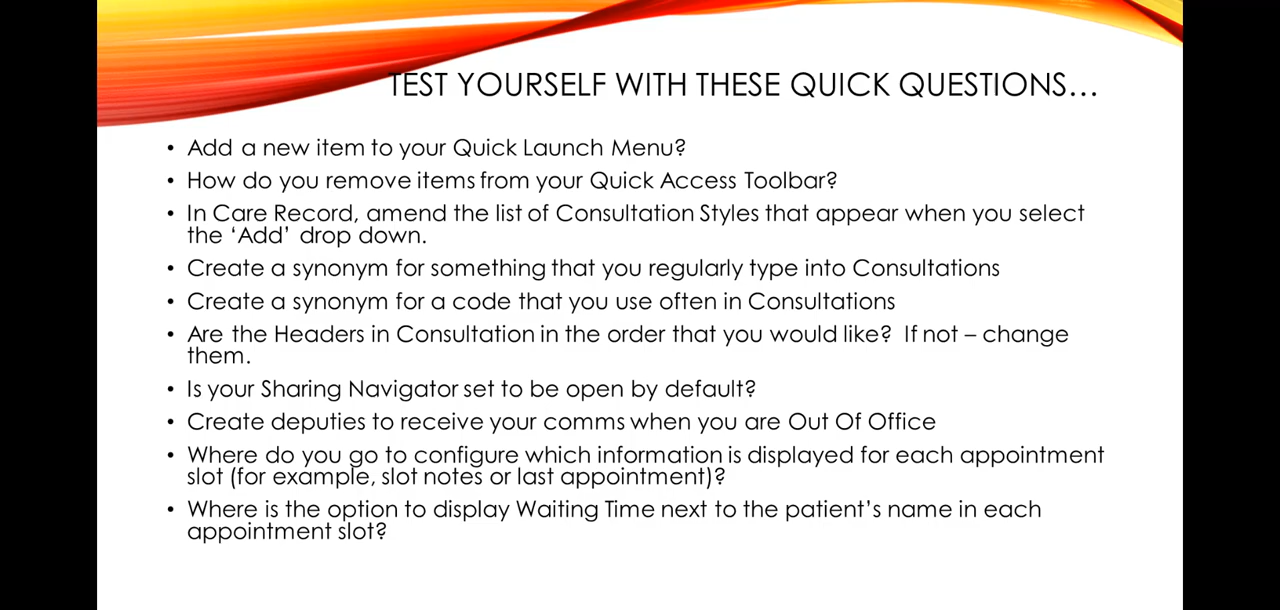 TEST YOURSELF WITH THESE QUICK QUESTIONS...
• Add a new item to your Quick Launch Menu?
• How do you remove items from your Quick Access Toolbar?
• In Care Record, amend the list of Consultation Styles that appear when you select
the ‘Add’ drop down.
• Create a synonym for something that you regularly type into Consultations
• Create a synonym for a code that you use often in Consultations
• Are the Headers in Consultation in the order that you would like?  If not – change
them.
• Is your Sharing Navigator set to be open by default?
• Create deputies to receive your comms when you are Out Of Office
• Where do you go to configure which information is displayed for each appointment
slot (for example, slot notes or last appointment)?
• Where is the option to display Waiting Time next to the patient’s name in each
appointment slot?